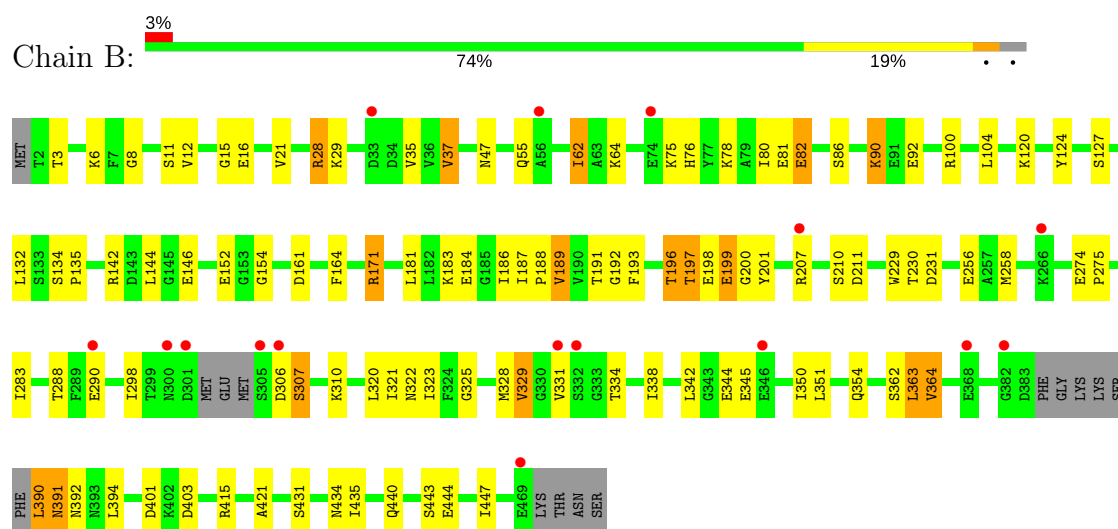 3%
Chain B:
74% 19% • •
MET T2 T3 K6 F7 G8 S11 V12 G15 E16 V21 R28 K29 D33 D34 V35 V36 V37 N47 Q55 A56 I62 A63 K64 E74 K75 H76 Y77 K78 A79 I80 E81 E82 S86 K90 E91 E92 R100 L104 K120 Y124 S127
L132 S133 S134 P135 R142 D143 L144 G145 E146 E152 G153 G154 D161 F164 R171 L181 L182 K183 E184 G185 I186 I187 P188 V189 V190 T191 G192 F193 T196 T197 E198 E199 G200 Y201 R207 S210 D211 W229 T230 D231 E256 A257 M258 K266 E274 P275
I283 T288 F289 E290 I298 T299 N300 D301 MET GLU MET S305 D306 S307 K310 L320 I321 N322 I323 F324 G325 M328 V329 G330 V331 S332 G333 T334 I338 L342 G343 E344 E345 E346 I350 L351 Q354 S362 L363 V364 E368 G382 D383 PHE GLY LYS LYS SER
PHE L390 N391 N392 N393 L394 D401 K402 D403 R415 A421 S431 N434 I435 Q440 S443 E444 I447 E469 LYS THR ASN SER